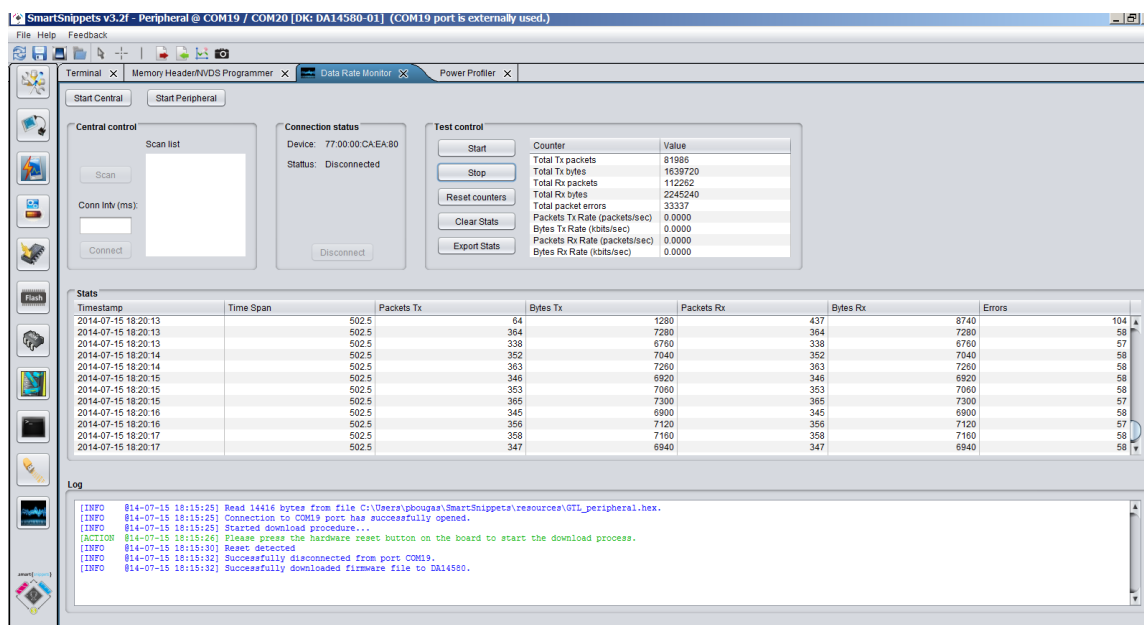 SmartSnippets v3.2f - Peripheral @ COM19 / COM20 [DK: DA14580-01] (COM19 port is externally used.)
File Help Feedback
Terminal X Memory Header/NVDS Programmer X Data Rate Monitor X Power Profiler X
Start Central Start Peripheral
Central control
Scan list
Scan
Conn Intv (ms):
Connect
Connection status
Device: 77:00:00:CA:EA:80
Stattus: Disconnected
Disconnect
Test control
Start
Stop
Reset counters
Clear Stats
Export Stats
Counter Value
Total Tx packets 81986
Total Tx bytes 1639720
Total Rx packets 112262
Total Rx bytes 2245240
Total packet errors 33337
Packets Tx Rate (packets/sec) 0.0000
Bytes Tx Rate (kbits/sec) 0.0000
Packets Rx Rate (packets/sec) 0.0000
Bytes Rx Rate (kbits/sec) 0.0000
Flash
Stats
Timestamp Time Span Packets Tx Bytes Tx Packets Rx Bytes Rx Errors
2014-07-15 18:20:13 502.5 64 1280 437 8740 104
2014-07-15 18:20:13 502.5 364 7280 364 7280 58
2014-07-15 18:20:13 502.5 338 6760 338 6760 57
2014-07-15 18:20:14 502.5 352 7040 352 7040 58
2014-07-15 18:20:14 502.5 363 7260 363 7260 58
2014-07-15 18:20:15 502.5 346 6920 346 6920 58
2014-07-15 18:20:15 502.5 353 7060 353 7060 58
2014-07-15 18:20:15 502.5 365 7300 365 7300 57
2014-07-15 18:20:16 502.5 345 6900 345 6900 58
2014-07-15 18:20:16 502.5 356 7120 356 7120 57
2014-07-15 18:20:17 502.5 358 7160 358 7160 58
2014-07-15 18:20:17 502.5 347 6940 347 6940 58
Log
[INFO @14-07-15 18:15:25] Read 14416 bytes from file C:\Users\pbougas\SmartSnippets\resources\GTL_peripheral.hex.
[INFO @14-07-15 18:15:25] Connection to COM19 port has successfully opened.
[INFO @14-07-15 18:15:25] Started download procedure...
[ACTION @14-07-15 18:15:26] Please press the hardware reset button on the board to start the download process.
[INFO @14-07-15 18:15:30] Reset detected
[INFO @14-07-15 18:15:32] Successfully disconnected from port COM19.
[INFO @14-07-15 18:15:32] Successfully downloaded firmware file to DA14580.